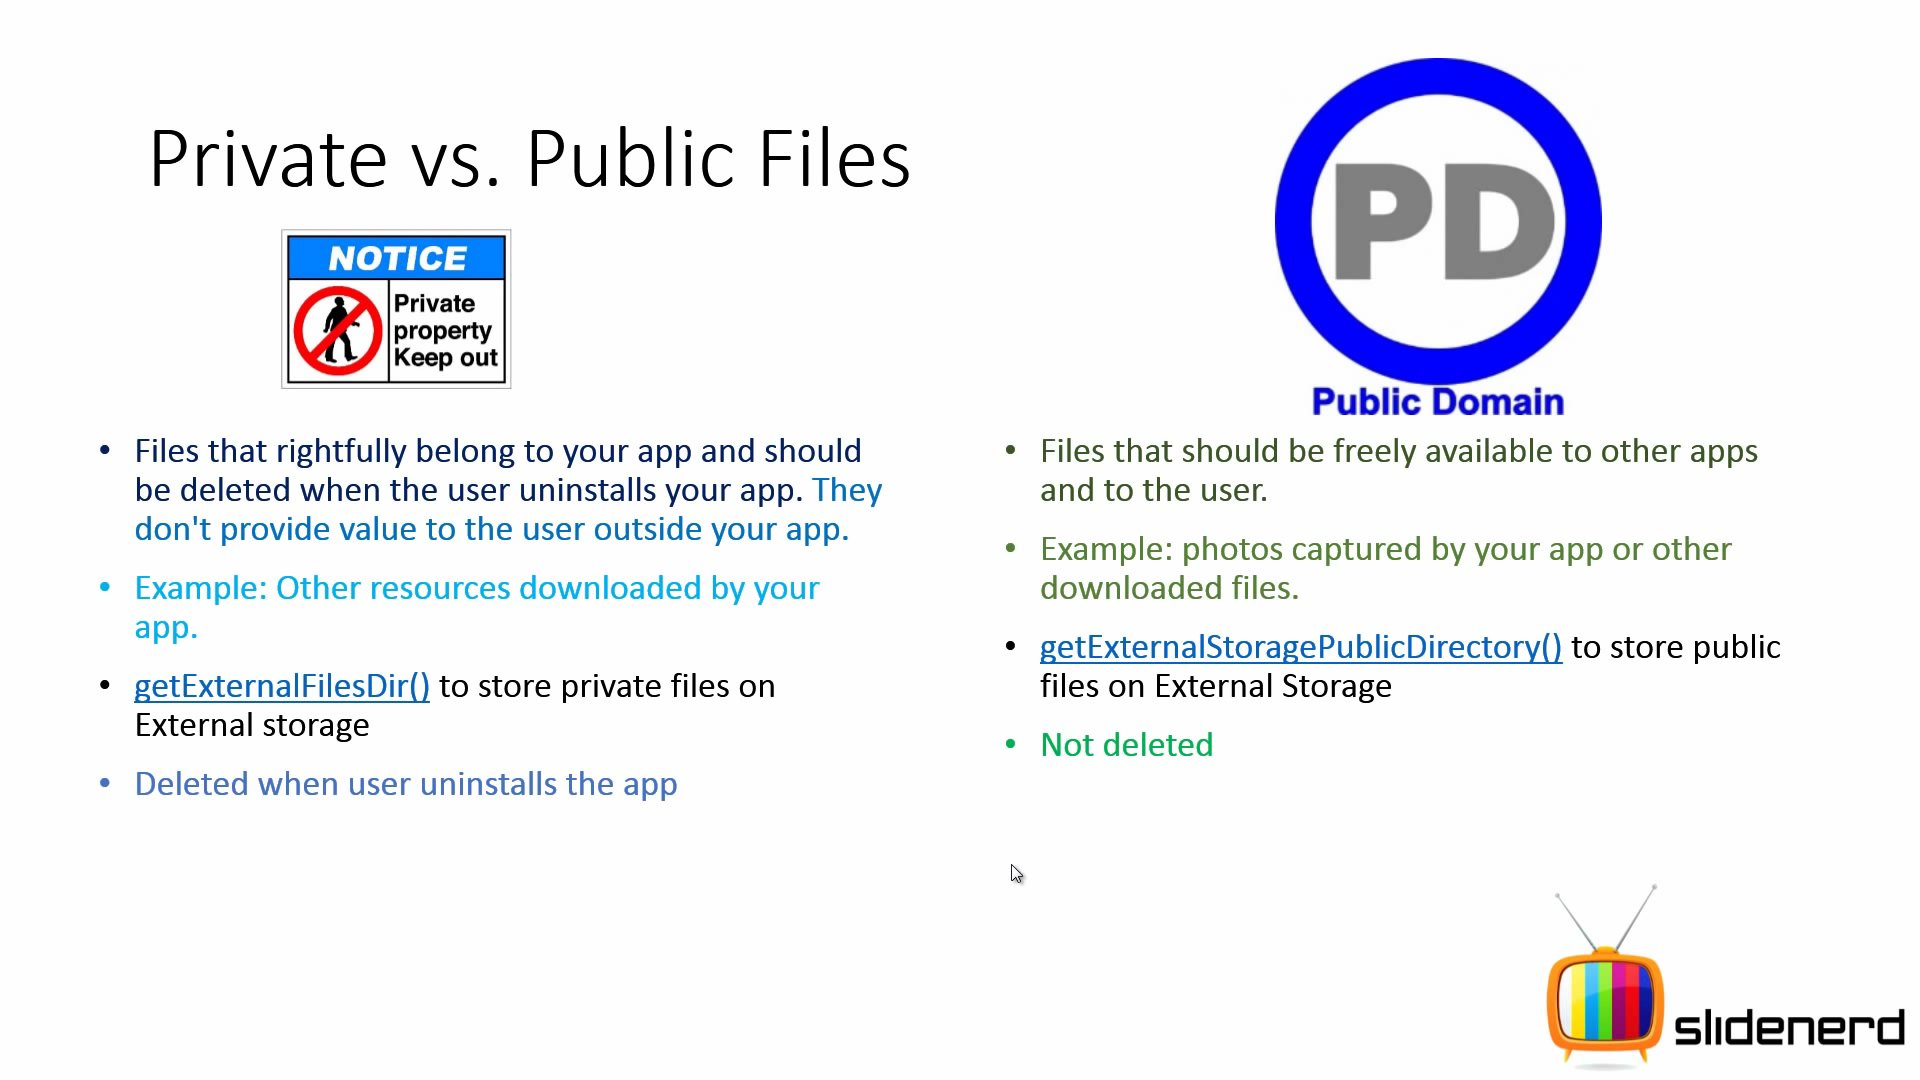 Private vs. Public Files
NOTICE
Private
property
Keep out
• Files that rightfully belong to your app and should
be deleted when the user uninstalls your app. They
don't provide value to the user outside your app.
• Example: Other resources downloaded by your
app.
• getExternalFilesDir() to store private files on
External storage
• Deleted when user uninstalls the app
PD
Public Domain
• Files that should be freely available to other apps
and to the user.
• Example: photos captured by your app or other
downloaded files.
• getExternalStoragePublicDirectory() to store public
files on External Storage
• Not deleted
slidenerd